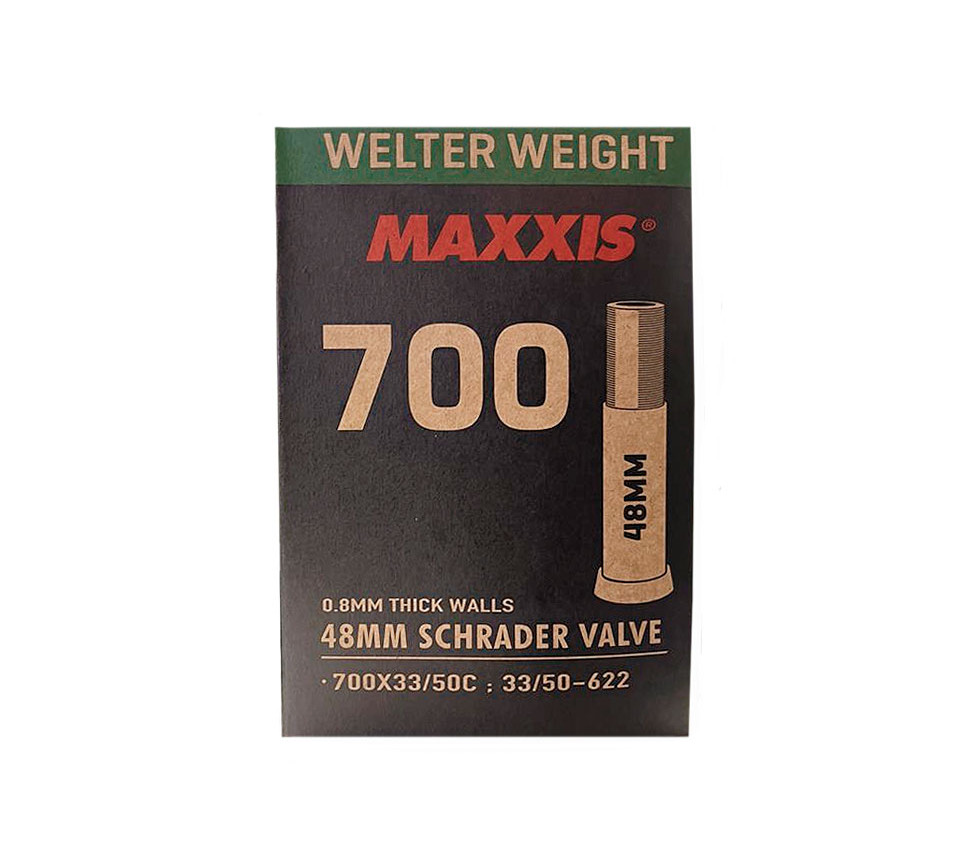 WELTER WEIGHT
MAXXIS®
700
48MM
0.8MM THICK WALLS
48MM SCHRADER VALVE
· 700X33/50C ; 33/50-622